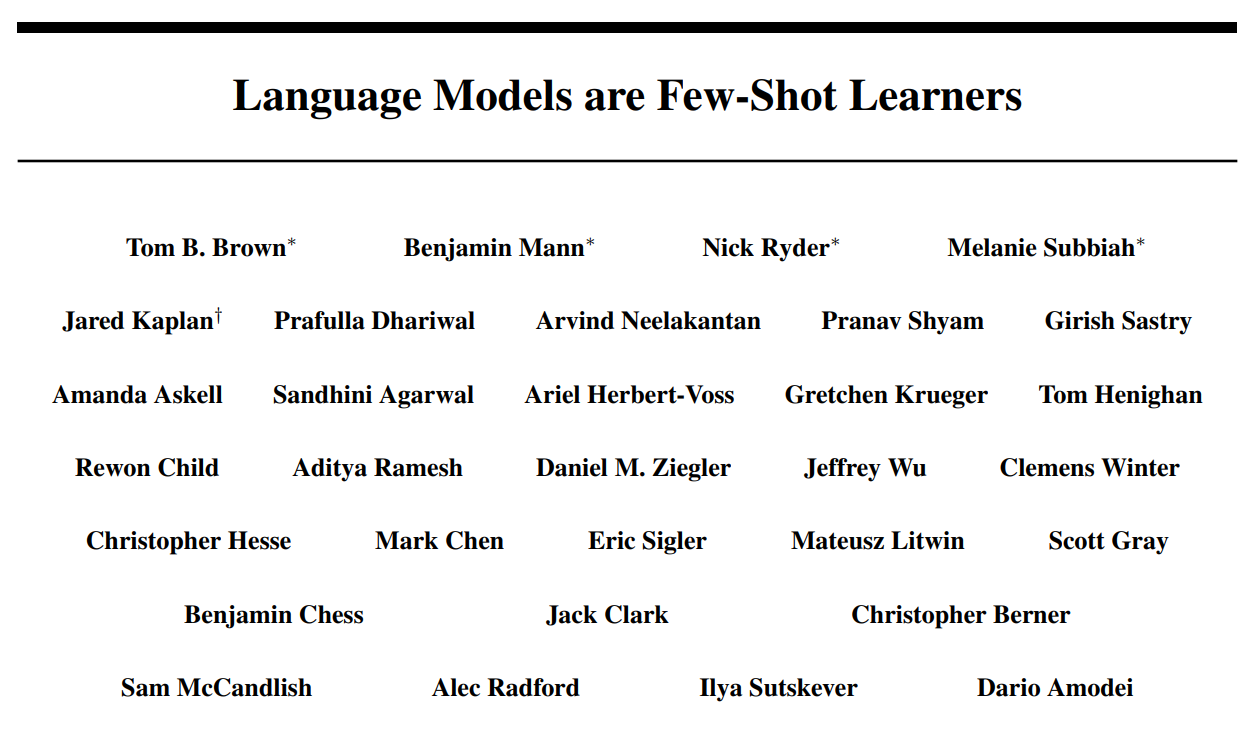 Language Models are Few-Shot Learners
Tom B. Brown* Benjamin Mann* Nick Ryder* Melanie Subbiah*
Jared Kaplan† Prafulla Dhariwal Arvind Neelakantan Pranav Shyam Girish Sastry
Amanda Askell Sandhini Agarwal Ariel Herbert-Voss Gretchen Krueger Tom Henighan
Rewon Child Aditya Ramesh Daniel M. Ziegler Jeffrey Wu Clemens Winter
Christopher Hesse Mark Chen Eric Sigler Mateusz Litwin Scott Gray
Benjamin Chess Jack Clark Christopher Berner
Sam McCandlish Alec Radford Ilya Sutskever Dario Amodei